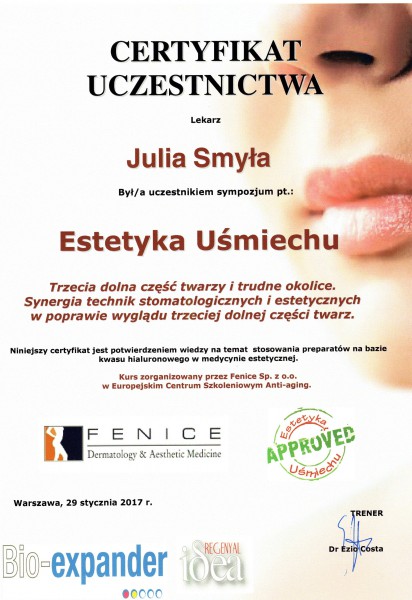 CERTYFIKAT
UCZESTNICTWA
Lekarz
Julia Smyła
Był/a uczestnikiem sympozjum pt.:
Estetyka Uśmiechu
Trzecia dolna część twarzy i trudne okolice.
Synergia technik stomatologicznych i estetycznych
w poprawie wyglądu trzeciej dolnej części twarz.
Niniejszy certyfikat jest potwierdzeniem wiedzy na temat stosowania preparatów na bazie
kwasu hialuronowego w medycynie estetycznej.
Kurs zorganizowany przez Fenice Sp. z o.o.
w Europejskim Centrum Szkoleniowym Anti-aging.
FENICE
Dermatology & Aesthetic Medicine
Estetyka
APPROVED
Uśmiechu
Warszawa, 29 stycznia 2017 r.
TRENER
Dr Ezio Costa
Bio-expander
REGENYAL
idea